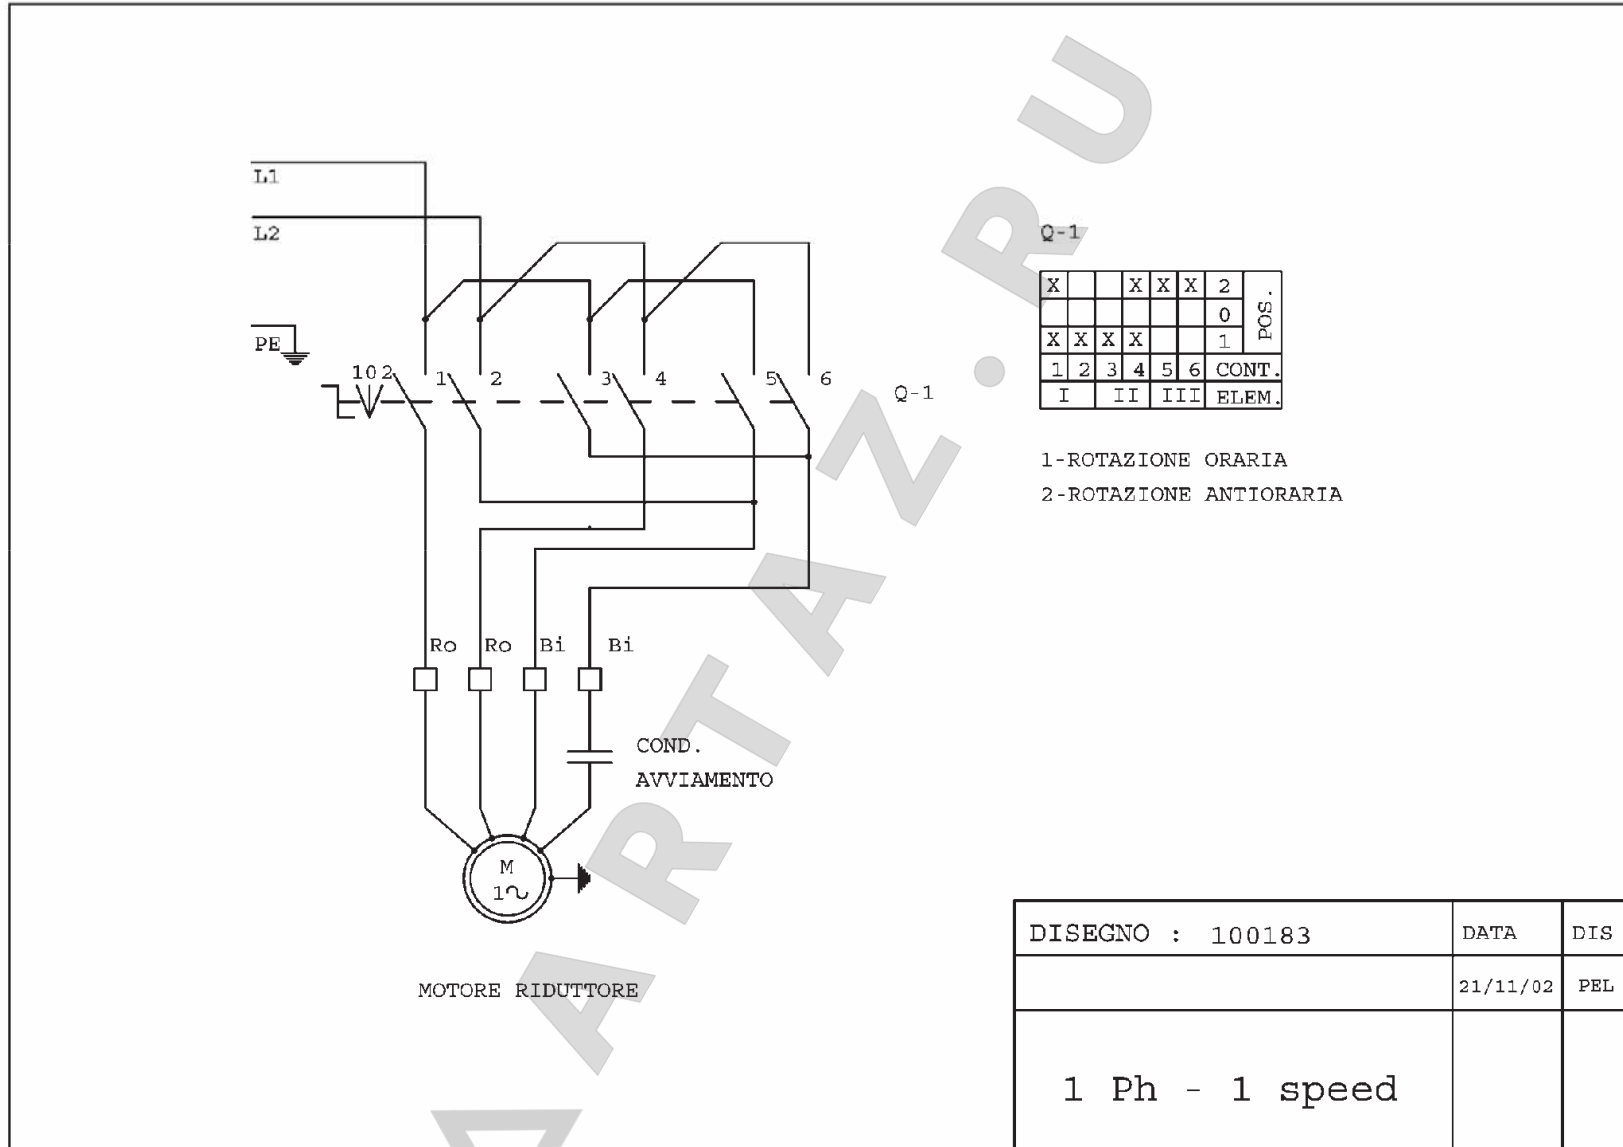 L1
L2
PE
102
1
2
3
4
5
6
Q-1
Q-1
X X X X 2
0
X X X X 1
POS.
1 2 3 4 5 6 CONT.
I II III ELEM.
1-ROTAZIONE ORARIA
2-ROTAZIONE ANTIORARIA
Ro Ro Bi Bi
COND.
AVVIAMENTO
M
1~
MOTORE RIDUTTORE
DISEGNO : 100183 DATA DIS
21/11/02 PEL
1 Ph - 1 speed
ARTAZ.RU